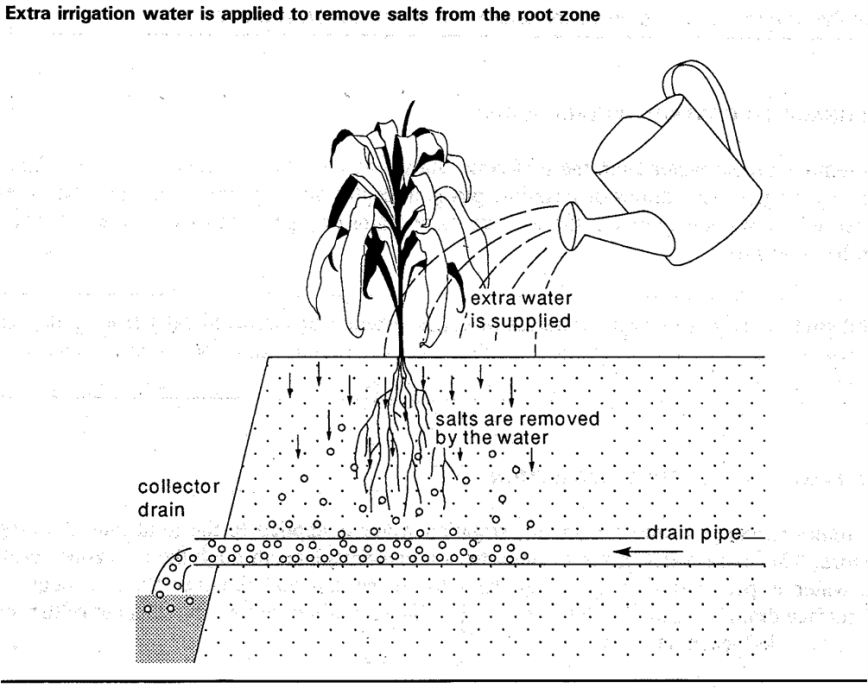 Extra irrigation water is applied to remove salts from the root zone
extra water
is supplied
salts are removed
by the water
collector
drain
drain pipe